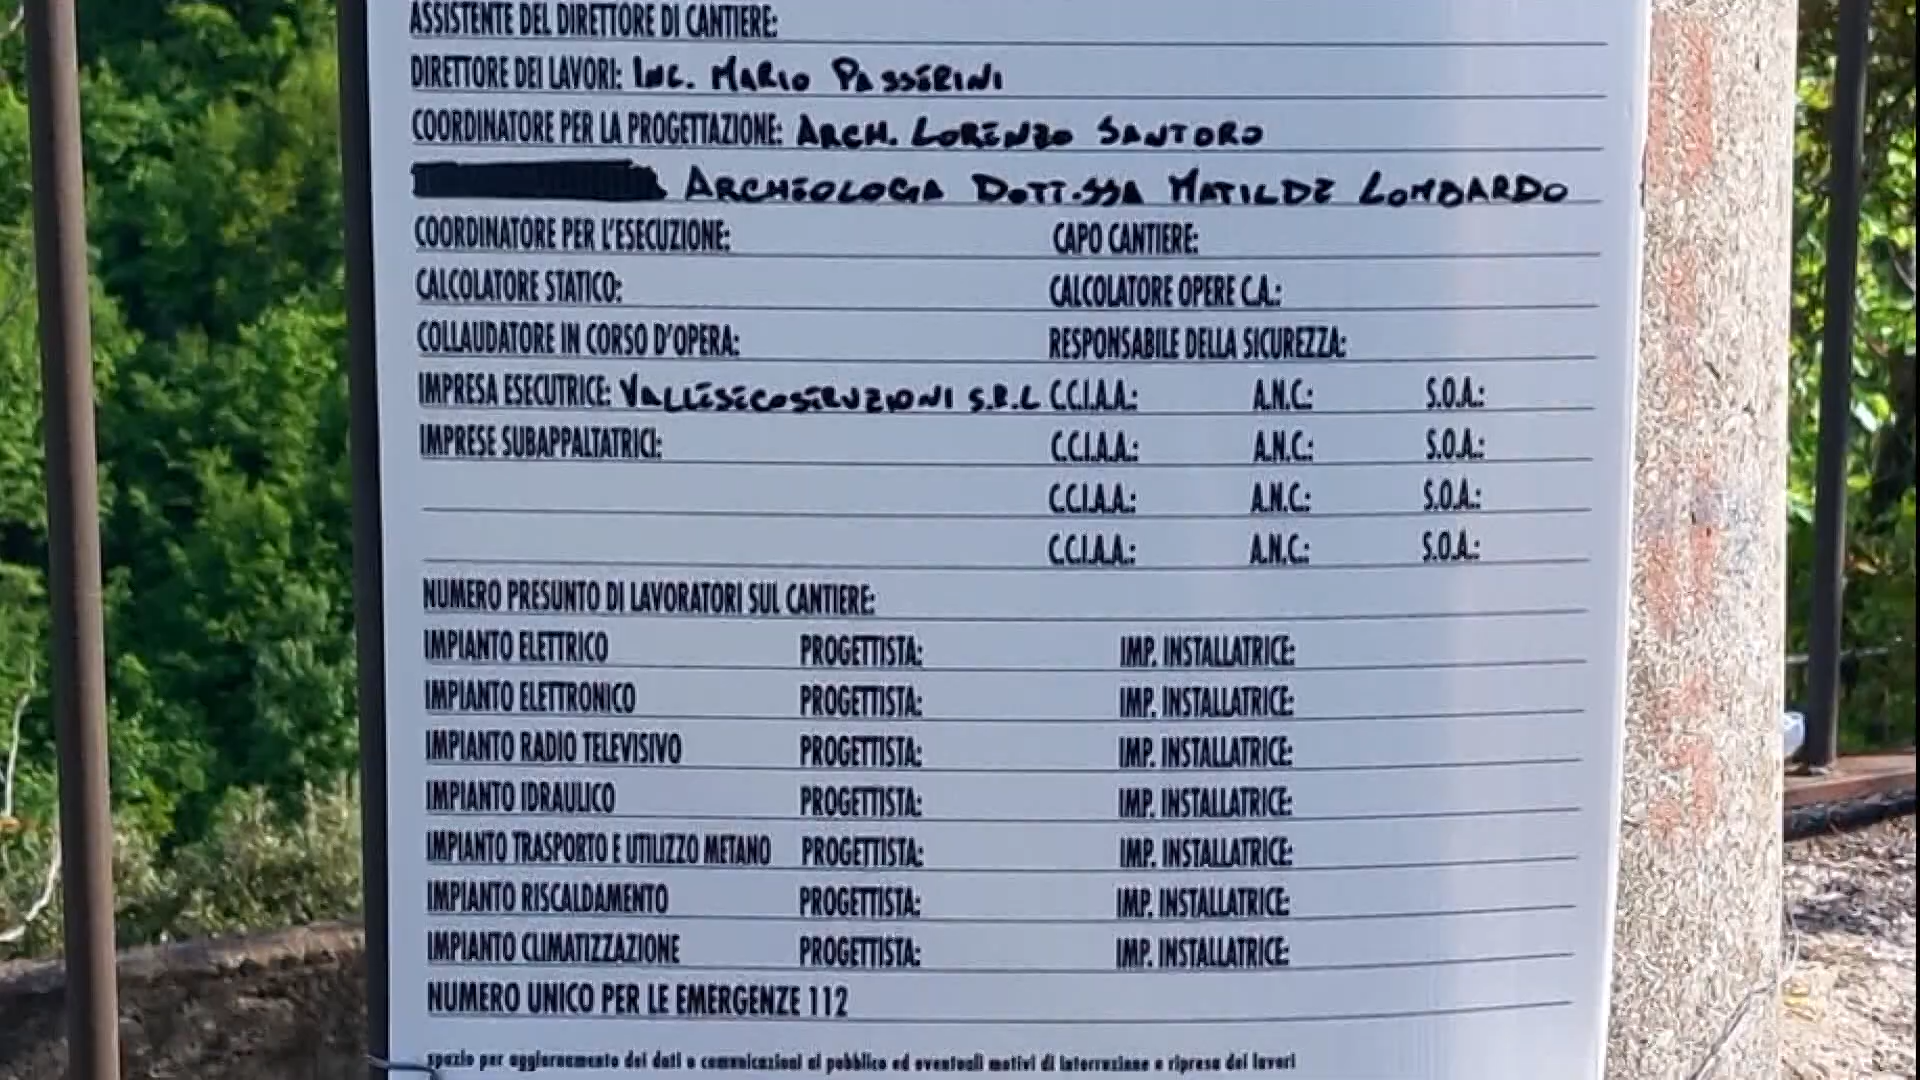 ASSISTENTE DEL DIRETTORE DI CANTIERE:
DIRETTORE DEI LAVORI: ING. MARIO PASSERINI
COORDINATORE PER LA PROGETTAZIONE: ARCH. LORENZO SANTORO
ARCHEOLOGIA DOTT.SSA MATILDE LOMBARDO
COORDINATORE PER L'ESECUZIONE: CAPO CANTIERE:
CALCOLATORE STATICO: CALCOLATORE OPERE C.A.:
COLLAUDATORE IN CORSO D'OPERA: RESPONSABILE DELLA SICUREZZA:
IMPRESA ESECUTRICE: VALLESECOSTRUZIONI S.R.L C.C.I.A.A.: A.N.C.: S.O.A.:
IMPRESE SUBAPPALTATRICI: C.C.I.A.A.: A.N.C.: S.O.A.:
C.C.I.A.A.: A.N.C.: S.O.A.:
C.C.I.A.A.: A.N.C.: S.O.A.:
NUMERO PRESUNTO DI LAVORATORI SUL CANTIERE:
IMPIANTO ELETTRICO PROGETTISTA: IMP. INSTALLATRICE:
IMPIANTO ELETTRONICO PROGETTISTA: IMP. INSTALLATRICE:
IMPIANTO RADIO TELEVISIVO PROGETTISTA: IMP. INSTALLATRICE:
IMPIANTO IDRAULICO PROGETTISTA: IMP. INSTALLATRICE:
IMPIANTO TRASPORTO E UTILIZZO METANO PROGETTISTA: IMP. INSTALLATRICE:
IMPIANTO RISCALDAMENTO PROGETTISTA: IMP. INSTALLATRICE:
IMPIANTO CLIMATIZZAZIONE PROGETTISTA: IMP. INSTALLATRICE:
NUMERO UNICO PER LE EMERGENZE 112
spazio per aggiornamento dei dati o comunicazioni al pubblico ed eventuali motivi di interruzione e ripresa dei lavori